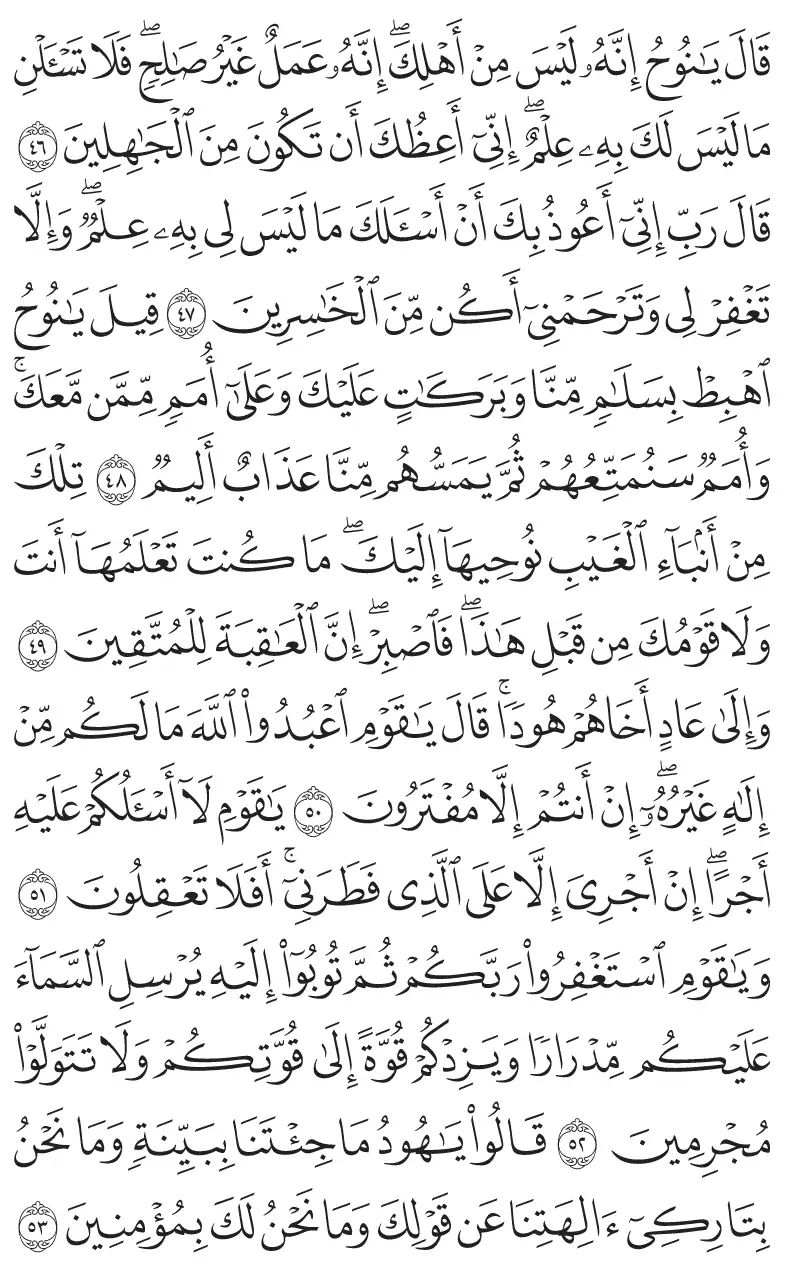 قَالَ يَٰنُوحُ إِنَّهُۥ لَيۡسَ مِنۡ أَهۡلِكَۖ إِنَّهُۥ عَمَلٌ غَيۡرُ صَٰلِحٖۖ فَلَا تَسۡـَٔلۡنِ
مَا لَيۡسَ لَكَ بِهِۦ عِلۡمٌۖ إِنِّيٓ أَعِظُكَ أَن تَكُونَ مِنَ ٱلۡجَٰهِلِينَ ٤٦
قَالَ رَبِّ إِنِّيٓ أَعُوذُ بِكَ أَنۡ أَسۡـَٔلَكَ مَا لَيۡسَ لِي بِهِۦ عِلۡمٞۖ وَإِلَّا
تَغۡفِرۡ لِي وَتَرۡحَمۡنِيٓ أَكُن مِّنَ ٱلۡخَٰسِرِينَ ٤٧ قِيلَ يَٰنُوحُ
ٱهۡبِطۡ بِسَلَٰمٖ مِّنَّا وَبَرَكَٰتٍ عَلَيۡكَ وَعَلَىٰٓ أُمَمٖ مِّمَّن مَّعَكَۚ
وَأُمَمٞ سَنُمَتِّعُهُمۡ ثُمَّ يَمَسُّهُم مِّنَّا عَذَابٌ أَلِيمٞ ٤٨ تِلۡكَ
مِنۡ أَنۢبَآءِ ٱلۡغَيۡبِ نُوحِيهَآ إِلَيۡكَۖ مَا كُنتَ تَعۡلَمُهَآ أَنتَ
وَلَا قَوۡمُكَ مِن قَبۡلِ هَٰذَاۖ فَٱصۡبِرۡۖ إِنَّ ٱلۡعَٰقِبَةَ لِلۡمُتَّقِينَ ٤٩
وَإِلَىٰ عَادٍ أَخَاهُمۡ هُودٗاۚ قَالَ يَٰقَوۡمِ ٱعۡبُدُواْ ٱللَّهَ مَا لَكُم مِّنۡ
إِلَٰهٍ غَيۡرُهُۥٓۖ إِنۡ أَنتُمۡ إِلَّا مُفۡتَرُونَ ٥٠ يَٰقَوۡمِ لَآ أَسۡـَٔلُكُمۡ عَلَيۡهِ
أَجۡرًاۖ إِنۡ أَجۡرِيَ إِلَّا عَلَى ٱلَّذِي فَطَرَنِيٓۚ أَفَلَا تَعۡقِلُونَ ٥١
وَيَٰقَوۡمِ ٱسۡتَغۡفِرُواْ رَبَّكُمۡ ثُمَّ تُوبُوٓاْ إِلَيۡهِ يُرۡسِلِ ٱلسَّمَآءَ
عَلَيۡكُم مِّدۡرَارٗا وَيَزِدۡكُمۡ قُوَّةً إِلَىٰ قُوَّتِكُمۡ وَلَا تَتَوَلَّوۡاْ
مُجۡرِمِينَ ٥٢ قَالُواْ يَٰهُودُ مَا جِئۡتَنَا بِبَيِّنَةٖ وَمَا نَحۡنُ
بِتَارِكِيٓ ءَالِهَتِنَا عَن قَوۡلِكَ وَمَا نَحۡنُ لَكَ بِمُؤۡمِنِينَ ٥٣